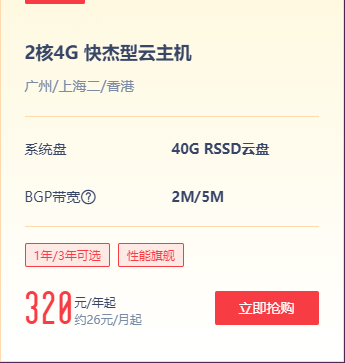 2核4G 快杰型云主机
广州/上海二/香港
系统盘 40G RSSD云盘
BGP带宽? 2M/5M
1年/3年可选 性能旗舰
320元/年起 立即抢购
约26元/月起